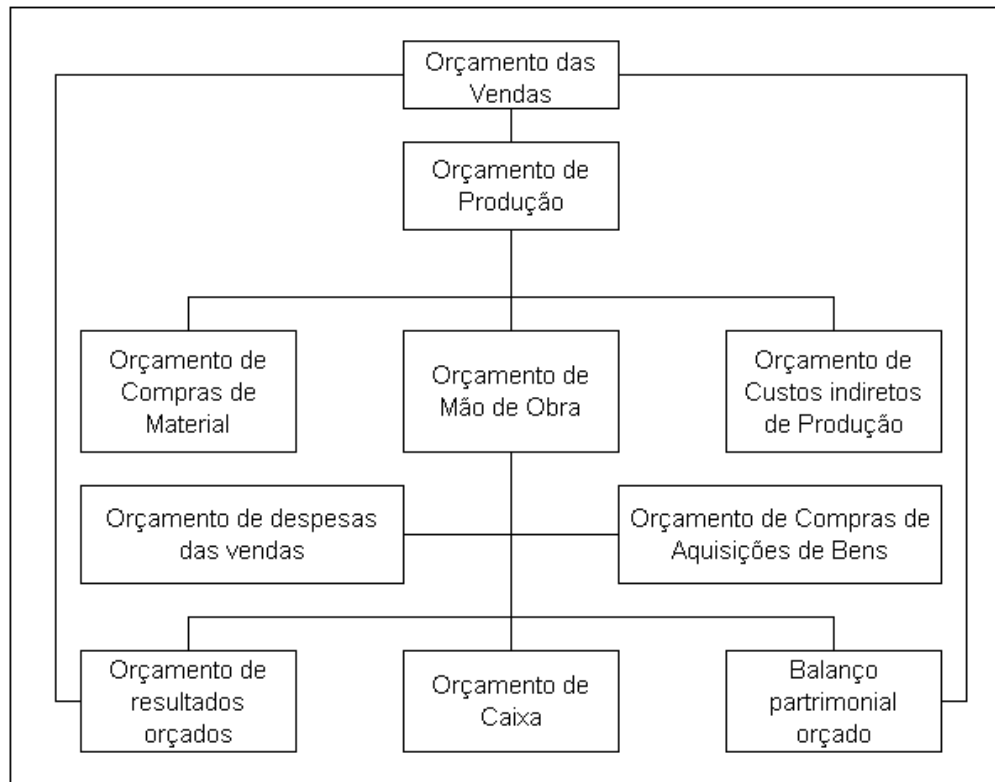 Orçamento das
Vendas
Orçamento de
Produção
Orçamento de
Compras de
Material
Orçamento de
Mão de Obra
Orçamento de
Custos indiretos
de Produção
Orçamento de despesas
das vendas
Orçamento de Compras de
Aquisições de Bens
Orçamento de
resultados
orçados
Orçamento de
Caixa
Balanço
partrimonial
orçado